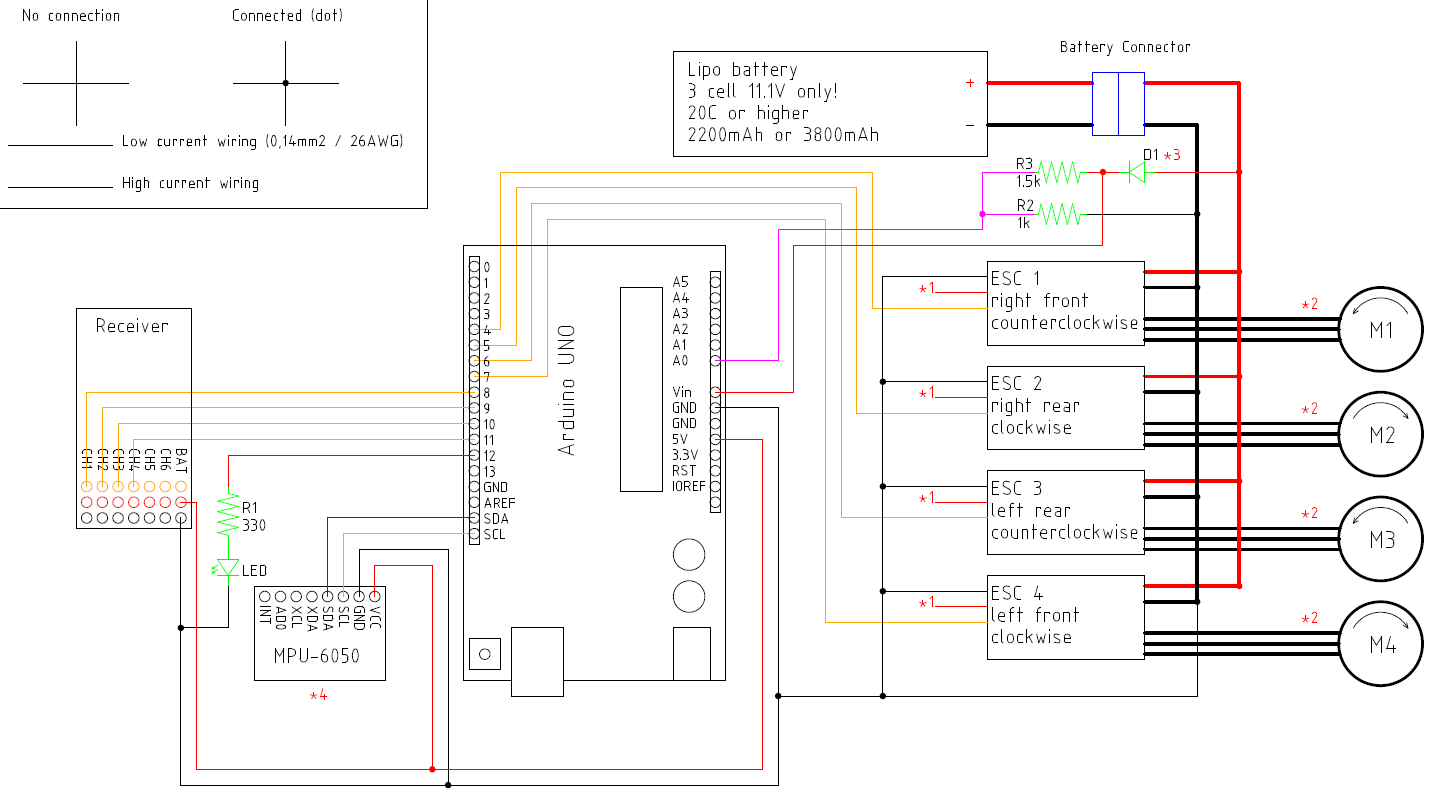 No connection
Connected (dot)
Low current wiring (0,14mm2 / 26AWG)
High current wiring
Lipo battery
3 cell 11.1V only!
20C or higher
2200mAh or 3800mAh
+
-
Battery Connector
R3
1.5k
D1 *3
R2
1k
Receiver
CH1
CH2
CH3
CH4
CH5
CH6
BAT
R1
330
LED
INT
AD0
XCL
XDA
SDA
SCL
GND
VCC
MPU-6050
*4
0
1
2
3
4
5
6
7
8
9
10
11
12
13
GND
AREF
SDA
SCL
Arduino UNO
A5
A4
A3
A2
A1
A0
Vin
GND
GND
5V
3.3V
RST
IOREF
*1
ESC 1
right front
counterclockwise
*2
M1
*1
ESC 2
right rear
clockwise
*2
M2
*1
ESC 3
left rear
counterclockwise
*2
M3
*1
ESC 4
left front
clockwise
*2
M4